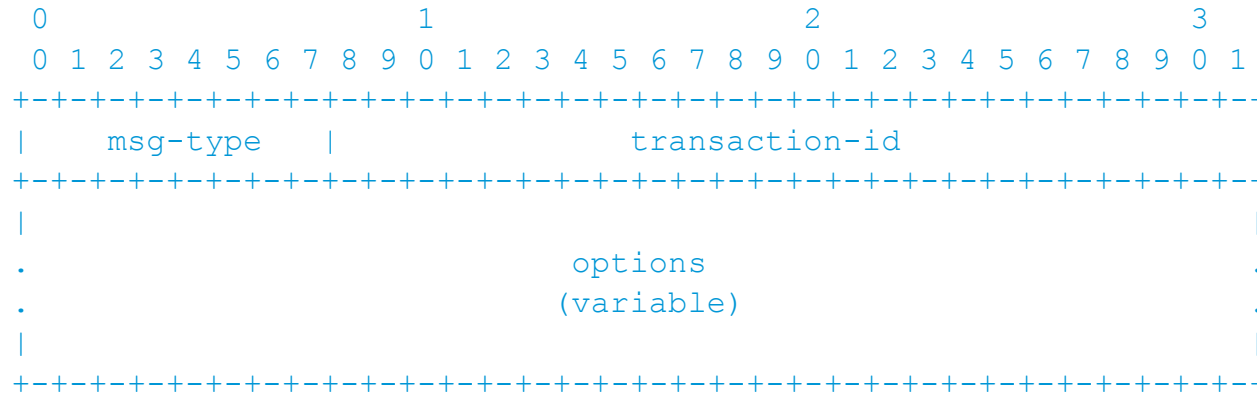 0                   1                   2                   3
 0 1 2 3 4 5 6 7 8 9 0 1 2 3 4 5 6 7 8 9 0 1 2 3 4 5 6 7 8 9 0 1
+-+-+-+-+-+-+-+-+-+-+-+-+-+-+-+-+-+-+-+-+-+-+-+-+-+-+-+-+-+-+-+-+
|    msg-type   |               transaction-id
+-+-+-+-+-+-+-+-+-+-+-+-+-+-+-+-+-+-+-+-+-+-+-+-+-+-+-+-+-+-+-+-+
|                                                               |
.                            options                            .
.                           (variable)                          .
|                                                               |
+-+-+-+-+-+-+-+-+-+-+-+-+-+-+-+-+-+-+-+-+-+-+-+-+-+-+-+-+-+-+-+-+